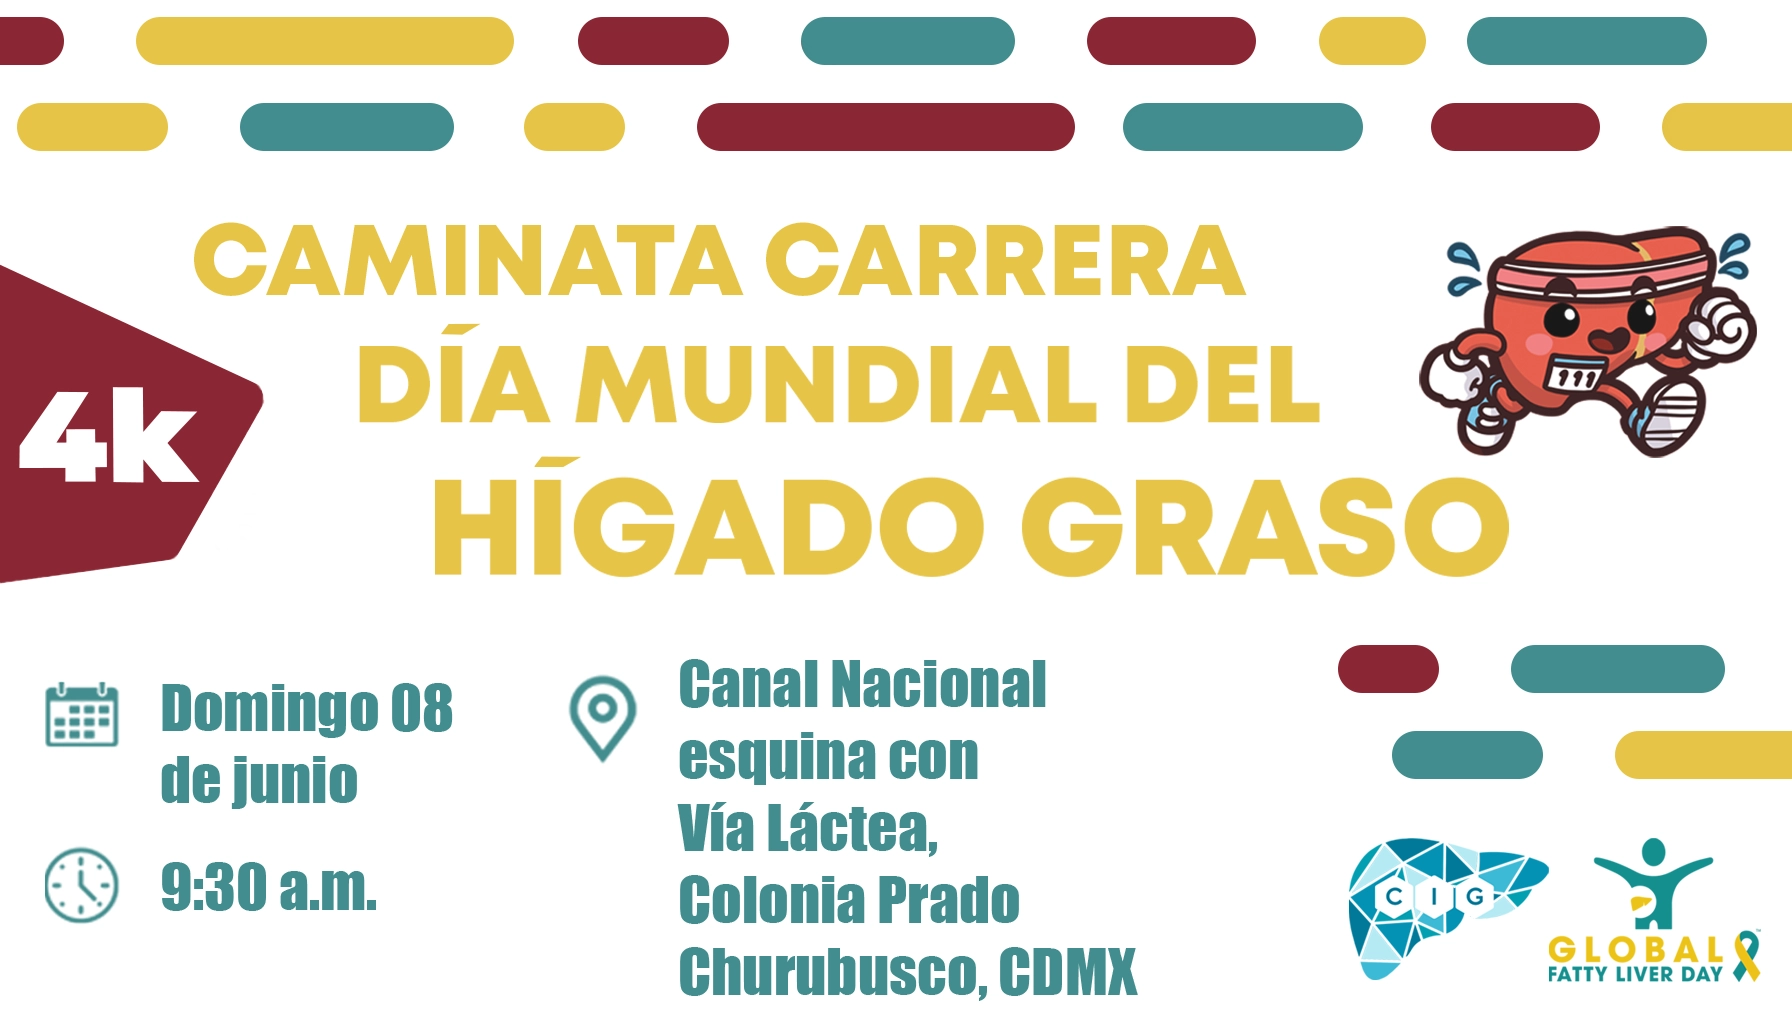 CAMINATA CARRERA
DÍA MUNDIAL DEL
HÍGADO GRASO
4k
111
Domingo 08
de junio
9:30 a.m.
Canal Nacional
esquina con
Vía Láctea,
Colonia Prado
Churubusco, CDMX
CIG
GLOBAL
FATTY LIVER DAY